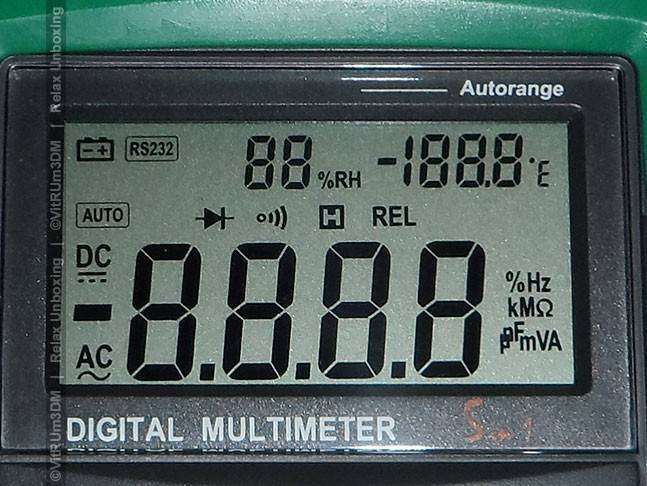 Autorange
RS232 88 %RH -188.8°E
AUTO H REL
DC
-8.8.8.8
%Hz
kMΩ
AC
mVA
DIGITAL MULTIMETER
©VitRUm3DM | Relax Unboxing | ©VitRUm3DM | Relax Unboxing